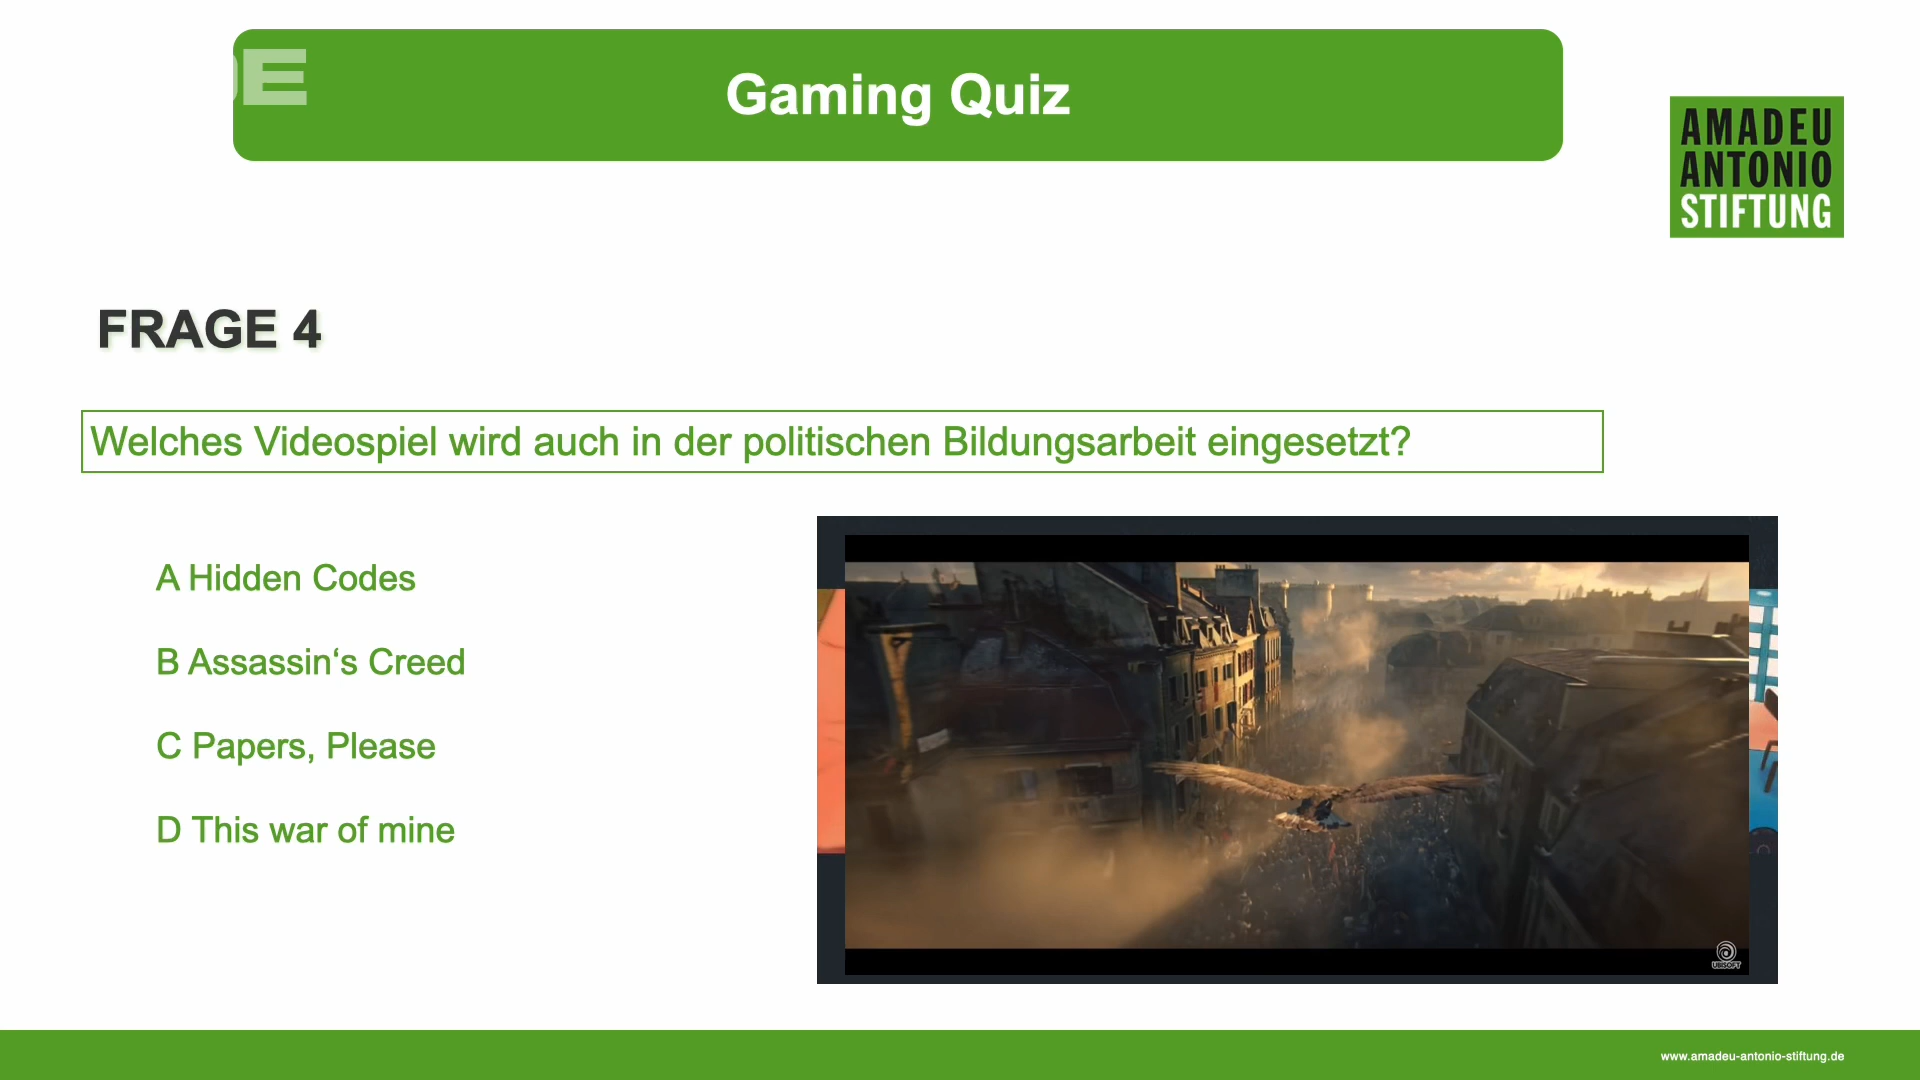 E
Gaming Quiz
AMADEU
ANTONIO
STIFTUNG
FRAGE 4
Welches Videospiel wird auch in der politischen Bildungsarbeit eingesetzt?
A Hidden Codes
B Assassin‘s Creed
C Papers, Please
D This war of mine
UBISOFT
www.amadeu-antonio-stiftung.de